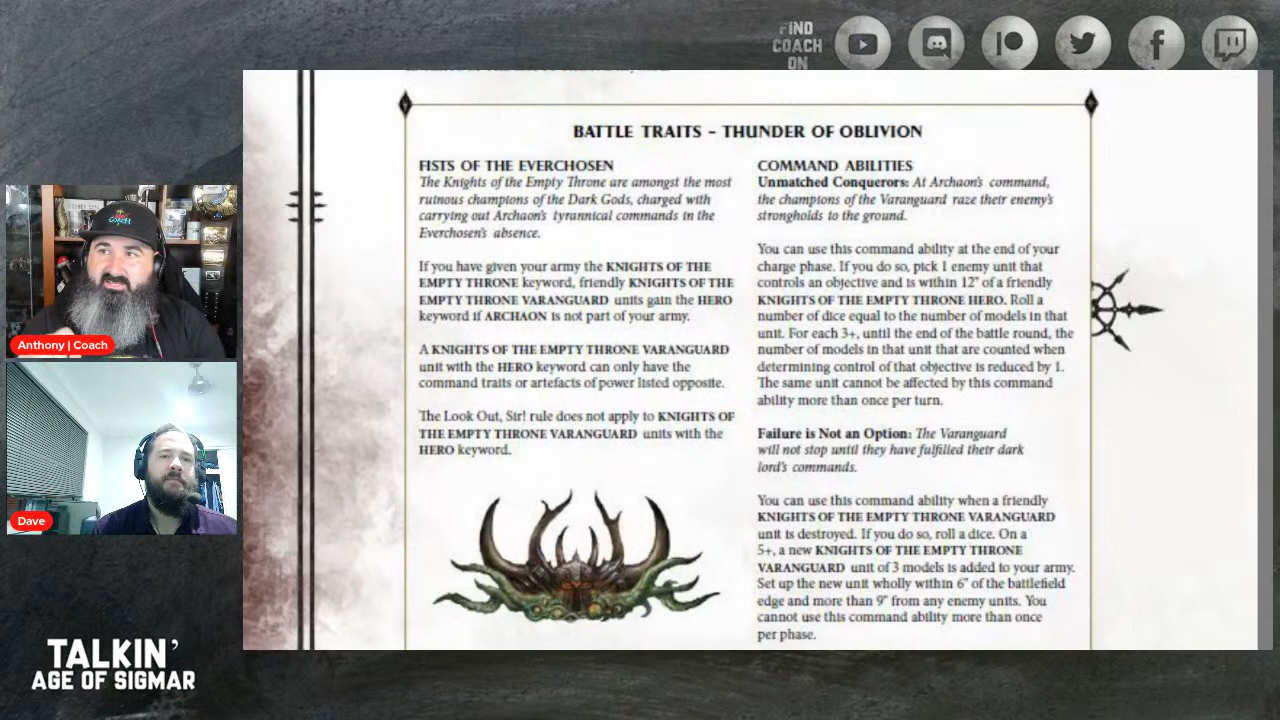 FIND
COACH
ON
BATTLE TRAITS – THUNDER OF OBLIVION
FISTS OF THE EVERCHOSEN
The Knights of the Empty Throne are amongst the most
ruinous champions of the Dark Gods, charged with
carrying out Archaon's tyrannical commands in the
Everchosen's absence.
If you have given your army the KNIGHTS OF THE
EMPTY THRONE keyword, friendly KNIGHTS OF THE
EMPTY THRONE VARANGUARD units gain the HERO
keyword if ARCHAON is not part of your army.
A KNIGHTS OF THE EMPTY THRONE VARANGUARD
unit with the HERO keyword can only have the
command traits or artefacts of power listed opposite.
The Look Out, Sir! rule does not apply to KNIGHTS OF
THE EMPTY THRONE VARANGUARD units with the
HERO keyword.
COMMAND ABILITIES
Unmatched Conquerors: At Archaon's command,
the champions of the Varanguard raze their enemy's
strongholds to the ground.
You can use this command ability at the end of your
charge phase. If you do so, pick 1 enemy unit that
controls an objective and is within 12" of a friendly
KNIGHTS OF THE EMPTY THRONE HERO. Roll a
number of dice equal to the number of models in that
unit. For each 3+, until the end of the battle round, the
number of models in that unit that are counted when
determining control of that objective is reduced by 1.
The same unit cannot be affected by this command
ability more than once per turn.
Failure is Not an Option: The Varanguard
will not stop until they have fulfilled their dark
lord's commands.
You can use this command ability when a friendly
KNIGHTS OF THE EMPTY THRONE VARANGUARD
unit is destroyed. If you do so, roll a dice. On a
5+, a new KNIGHTS OF THE EMPTY THRONE
VARANGUARD unit of 3 models is added to your army.
Set up the new unit wholly within 6" of the battlefield
edge and more than 9" from any enemy units. You
cannot use this command ability more than once
per phase.
Anthony | Coach
Dave
TALKIN'
AGE OF SIGMAR